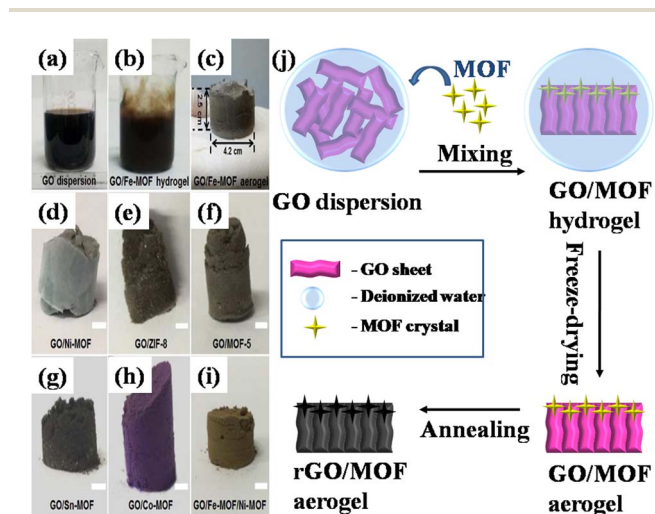 (a)
(b)
(c)
2.5 cm
4.2 cm
GO dispersion
GO/Fe-MOF hydrogel
GO/Fe-MOF aerogel
(d)
(e)
(f)
GO/Ni-MOF
GO/ZIF-8
GO/MOF-5
(g)
(h)
(i)
GO/Sn-MOF
GO/Co-MOF
GO/Fe-MOF/Ni-MOF
(j)
MOF
Mixing
GO dispersion
GO/MOF
hydrogel
- GO sheet
- Deionized water
- MOF crystal
Freeze-drying
Annealing
rGO/MOF
aerogel
GO/MOF
aerogel